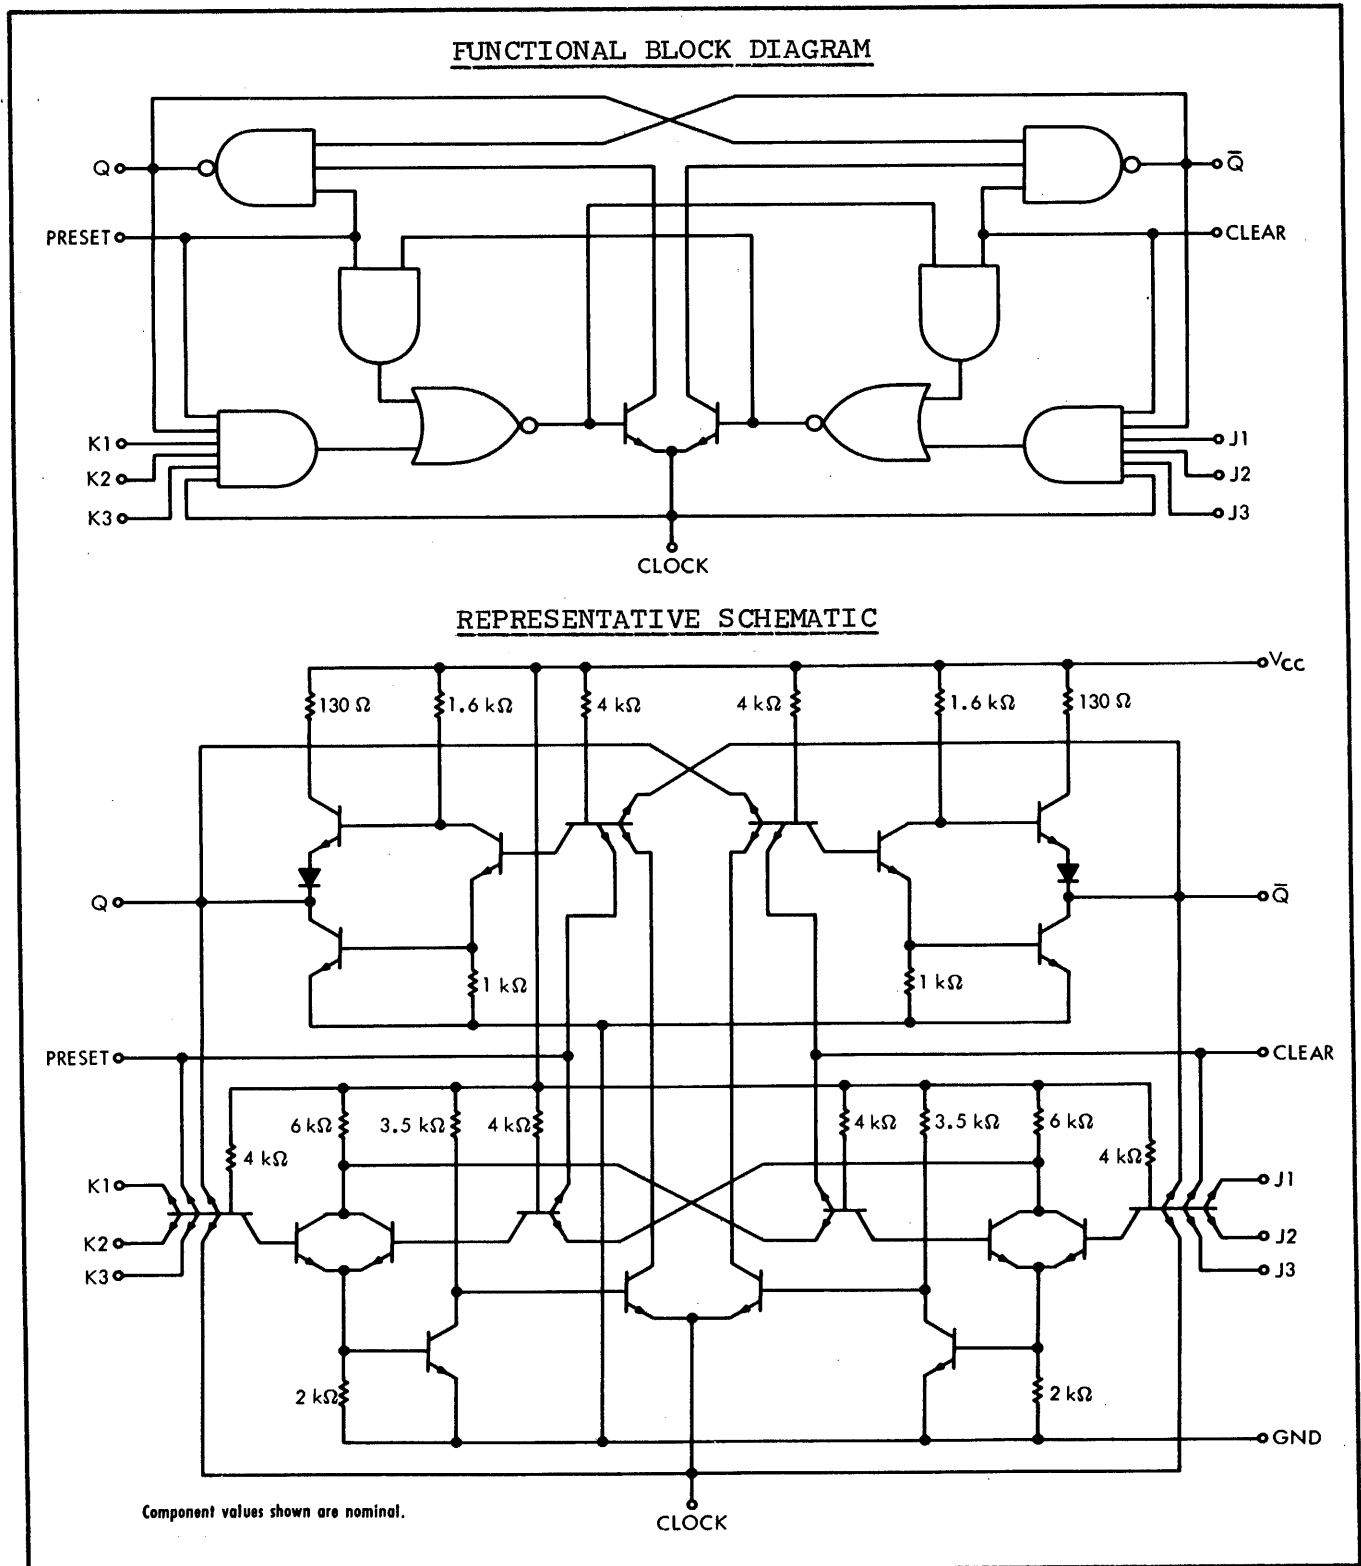 FUNCTIONAL BLOCK DIAGRAM
Q
Q̄
PRESET
CLEAR
K1
J1
K2
J2
K3
J3
CLOCK
REPRESENTATIVE SCHEMATIC
VCC
130 Ω
1.6 kΩ
4 kΩ
4 kΩ
1.6 kΩ
130 Ω
Q
Q̄
1 kΩ
1 kΩ
PRESET
CLEAR
6 kΩ
3.5 kΩ
4 kΩ
4 kΩ
3.5 kΩ
6 kΩ
4 kΩ
4 kΩ
K1
J1
K2
J2
K3
J3
2 kΩ
2 kΩ
GND
Component values shown are nominal.
CLOCK